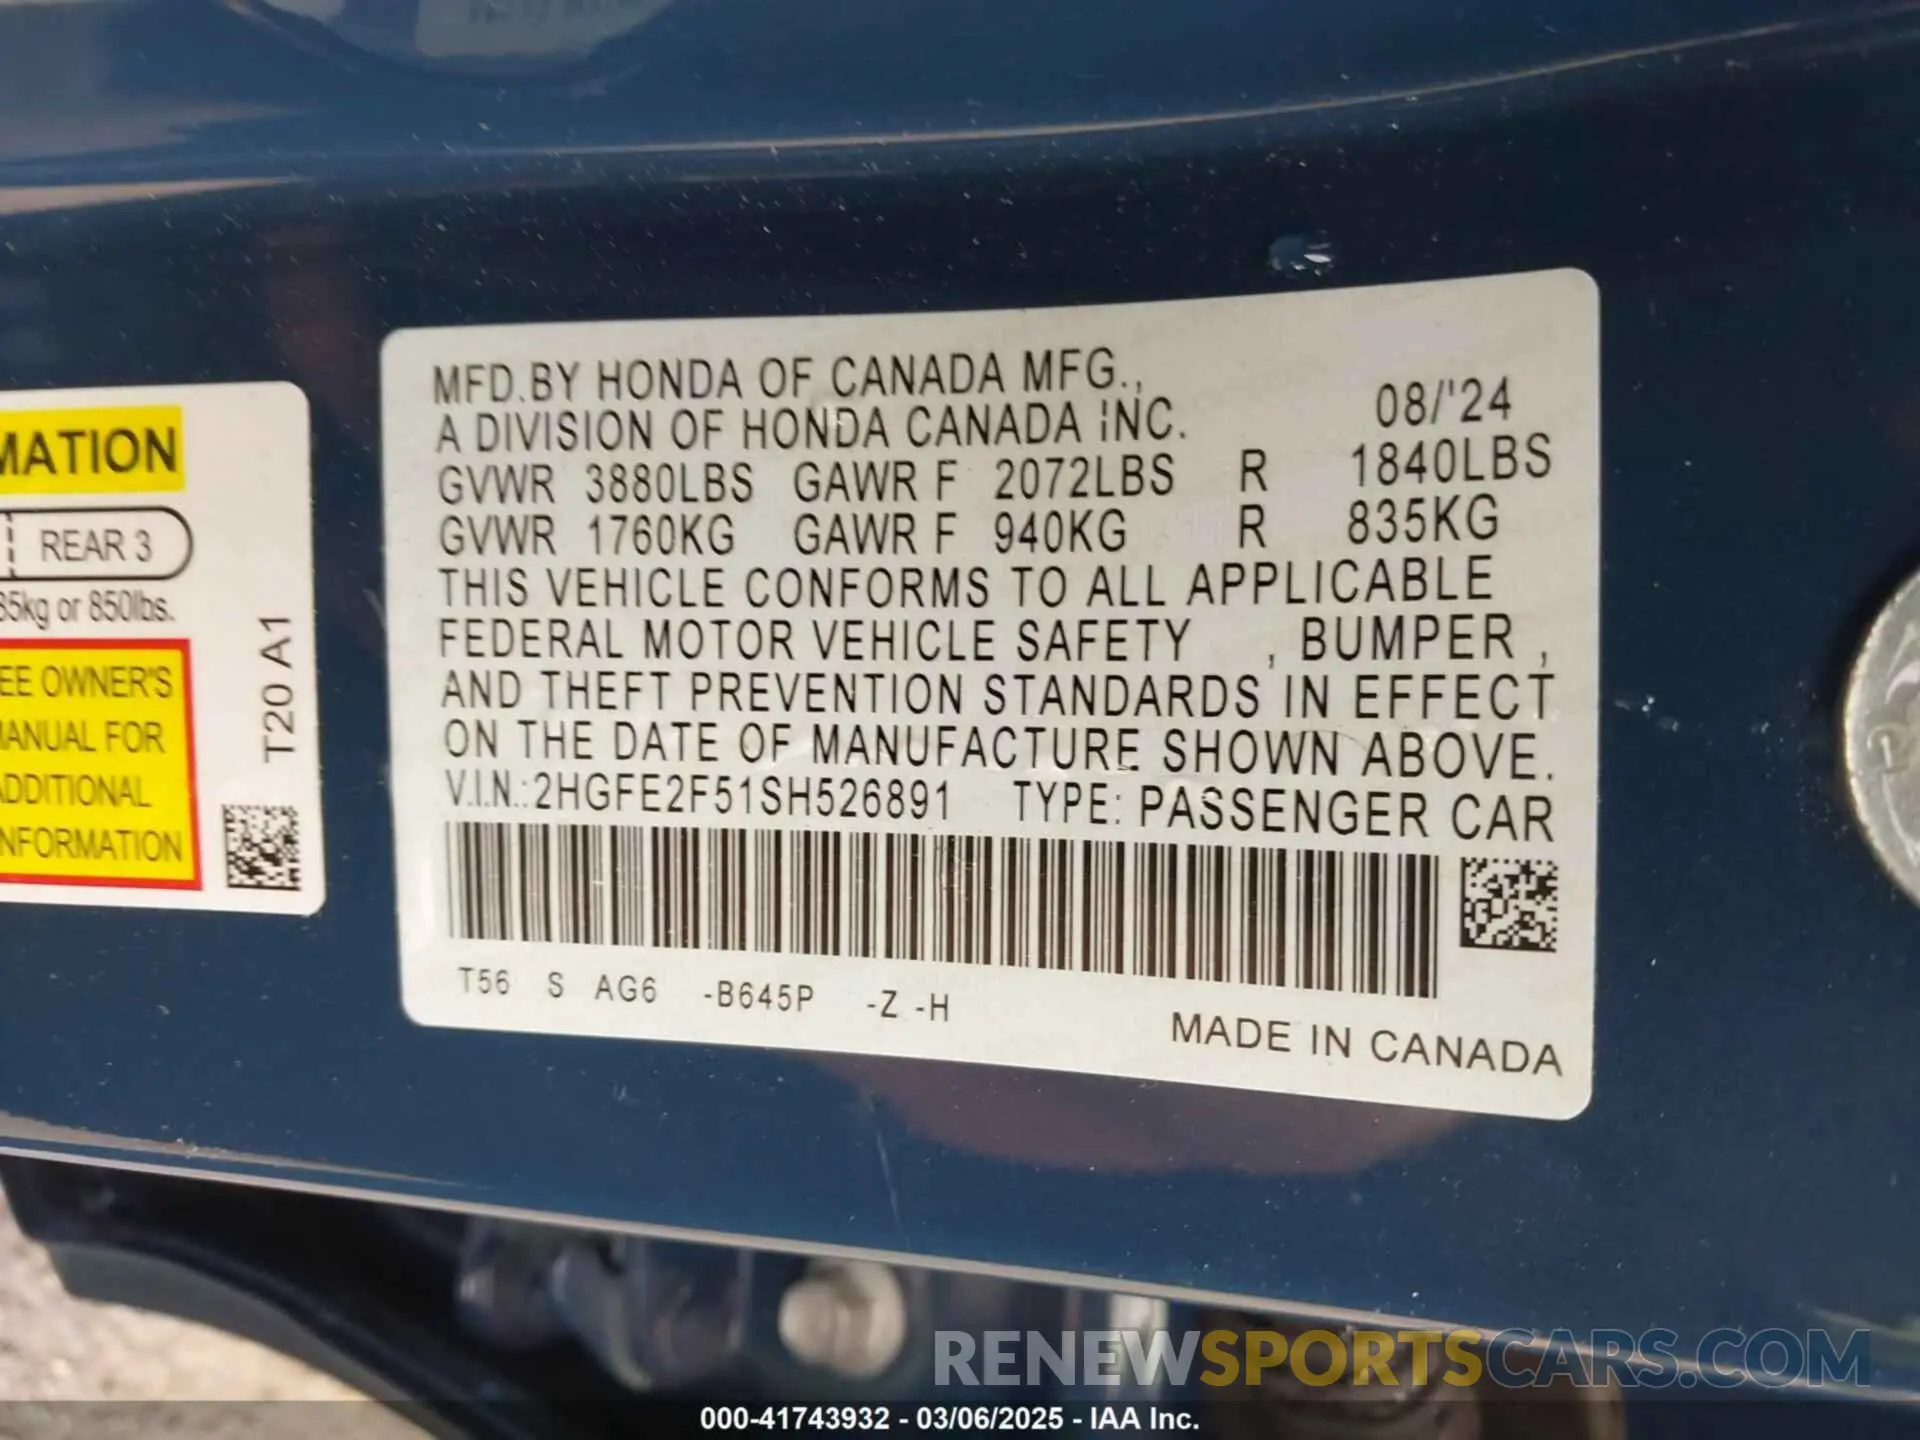 MATION
REAR 3
35kg or 850lbs.
EE OWNER'S
MANUAL FOR
ADDITIONAL
INFORMATION
T20 A1
MFD.BY HONDA OF CANADA MFG.,
A DIVISION OF HONDA CANADA INC. 08/'24
GVWR 3880LBS GAWR F 2072LBS R 1840LBS
GVWR 1760KG GAWR F 940KG R 835KG
THIS VEHICLE CONFORMS TO ALL APPLICABLE
FEDERAL MOTOR VEHICLE SAFETY , BUMPER ,
AND THEFT PREVENTION STANDARDS IN EFFECT
ON THE DATE OF MANUFACTURE SHOWN ABOVE.
V.I.N.:2HGFE2F51SH526891 TYPE: PASSENGER CAR
T56 S AG6 -B645P -Z -H
MADE IN CANADA
RENEWSPORTSCARS.COM
000-41743932 - 03/06/2025 - IAA Inc.